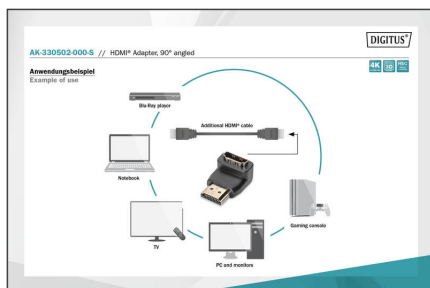 DIGITUS®
AK-330502-000-S // HDMI® Adapter, 90° angled
4K
3D
HEC
Anwendungsbeispiel
Example of use
Blu-Ray player
Additional HDMI® cable
Notebook
Gaming console
TV
PC and monitors